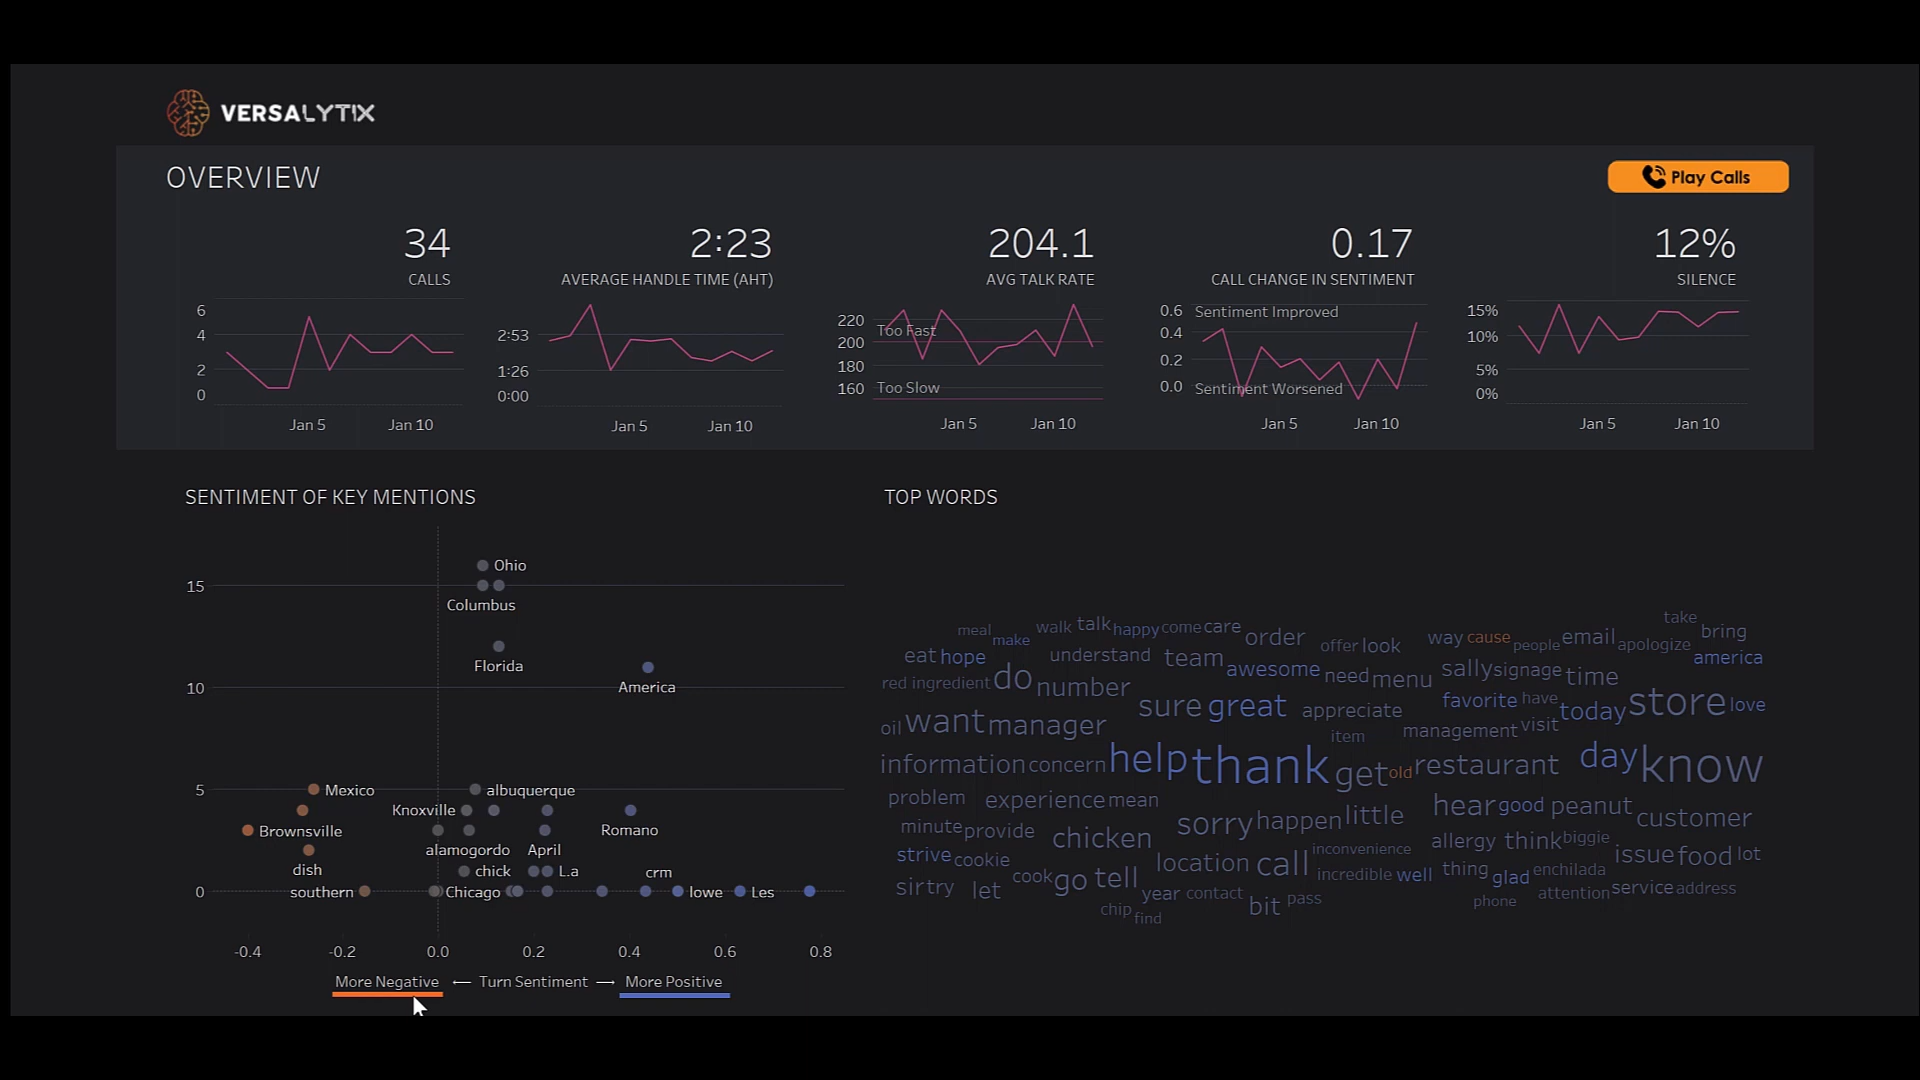 VERSALYTIX
OVERVIEW
Play Calls
34
CALLS
2:23
AVERAGE HANDLE TIME (AHT)
204.1
AVG TALK RATE
0.17
CALL CHANGE IN SENTIMENT
12%
SILENCE
6
4
2
0
Jan 5
Jan 10
2:53
1:26
0:00
Jan 5
Jan 10
220
200
180
160
Too Fast
Too Slow
Jan 5
Jan 10
0.6
0.4
0.2
0.0
Sentiment Improved
Sentiment Worsened
Jan 5
Jan 10
15%
10%
5%
0%
Jan 5
Jan 10
SENTIMENT OF KEY MENTIONS
15
10
5
0
Ohio
Columbus
Florida
America
Mexico
albuquerque
Knoxville
Brownsville
Romano
alamogordo
April
dish
chick
L.a
crm
southern
Chicago
lowe
Les
-0.4
-0.2
0.0
0.2
0.4
0.6
0.8
More Negative ← Turn Sentiment → More Positive
TOP WORDS
take
meal
make
walk
talk
happy
come
care
order
offer
look
way
cause
people
email
apologize
bring
eat
hope
understand
team
awesome
need
menu
sally
signage
time
america
red ingredient
do
number
sure
great
appreciate
favorite
have
today
store
love
oil
want
manager
item
management
visit
information
concern
help
thank
get
old
restaurant
day
know
problem
experience
mean
hear
good
peanut
customer
minute
provide
chicken
sorry
happen
little
allergy
think
biggie
issue
food
lot
strive
cookie
location
call
inconvenience
incredible
well
thing
glad
enchilada
sir
try
let
cook
go
tell
year
contact
bit
pass
phone
attention
service
address
chip
find